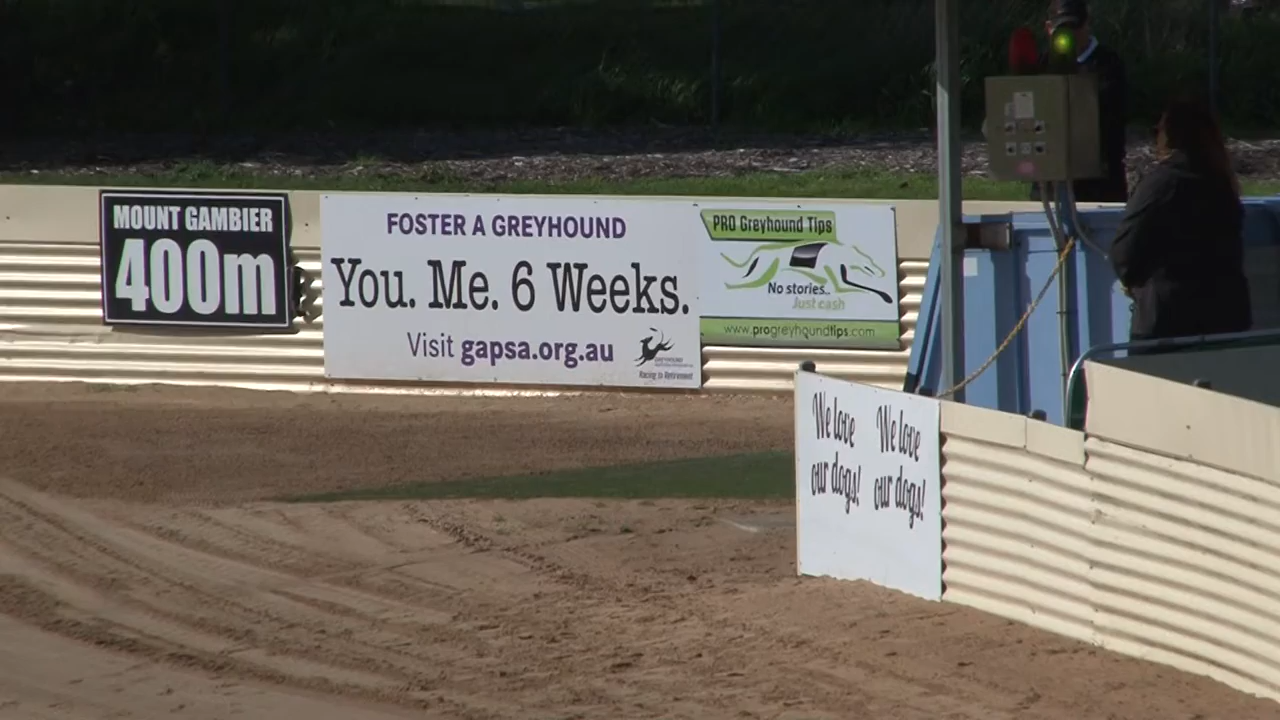 MOUNT GAMBIER
400m
FOSTER A GREYHOUND
You. Me. 6 Weeks.
Visit gapsa.org.au
GREYHOUND
Racing to Retirement
PRO Greyhound Tips
No stories..
Just cash
www.progreyhoundtips.com
We love
our dogs!
We love
our dogs!